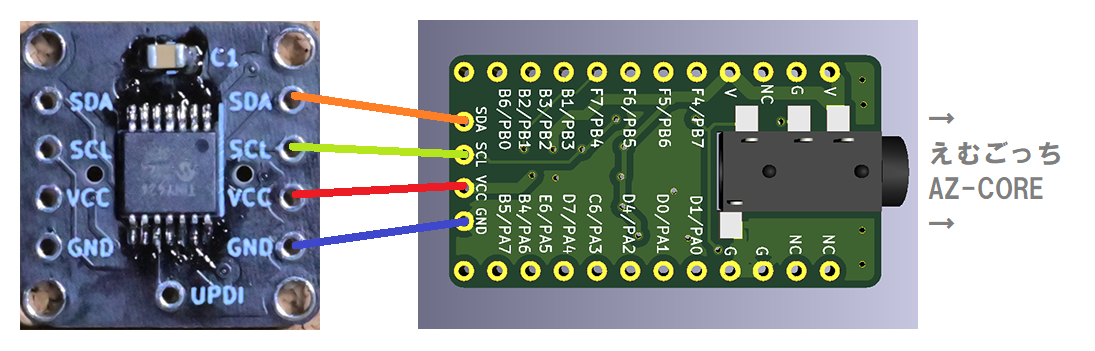 C1
SDA SDA
SCL SCL
VCC VCC
GND GND
UPDI
SDA SCL VCC GND
B6/PB0
B2/PB1
B3/PB2
B1/PB3
F7/PB4
F6/PB5
F5/PB6
F4/PB7
V
NC
G
V
B5/PA7
B4/PA6
E6/PA5
D7/PA4
C6/PA3
D4/PA2
D0/PA1
D1/PA0
G
G
NC
NC
→
えむごっち
AZ-CORE
→